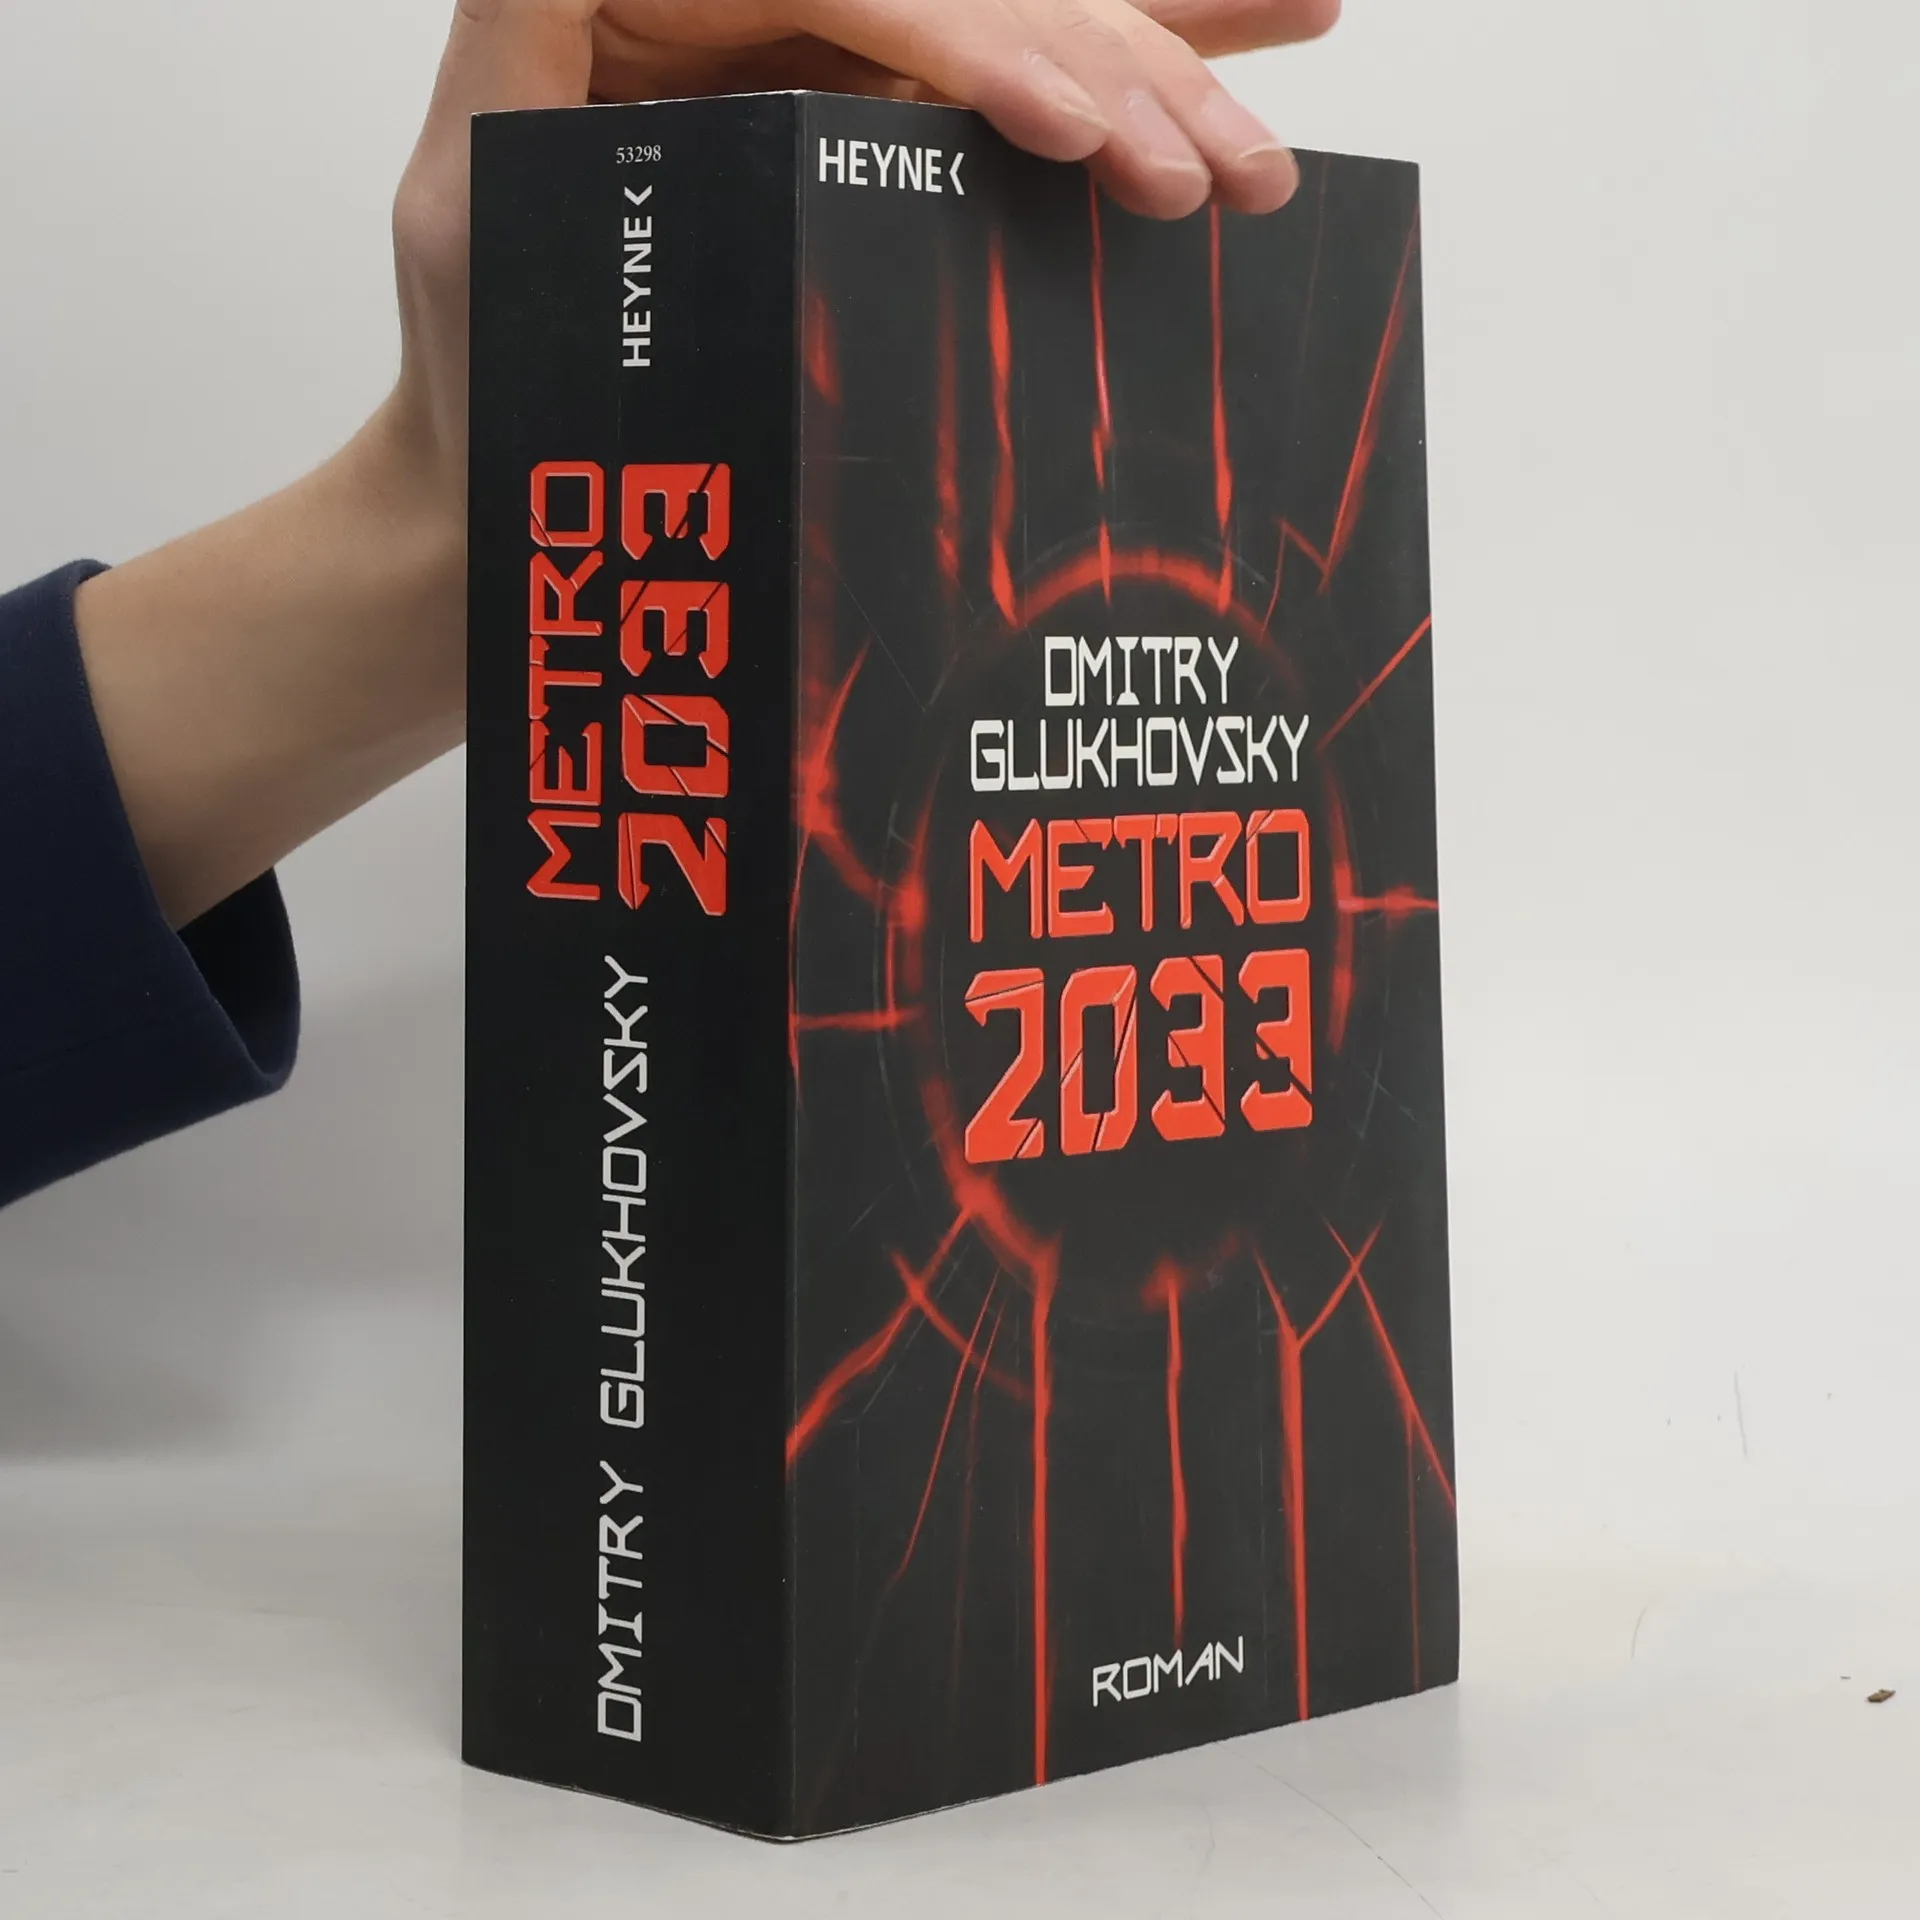 53298
HEYNE<
METRO
2033
DMITRY GLUKHOVSKY
HEYNE<
DMITRY
GLUKHOVSKY
METRO
2033
ROMAN